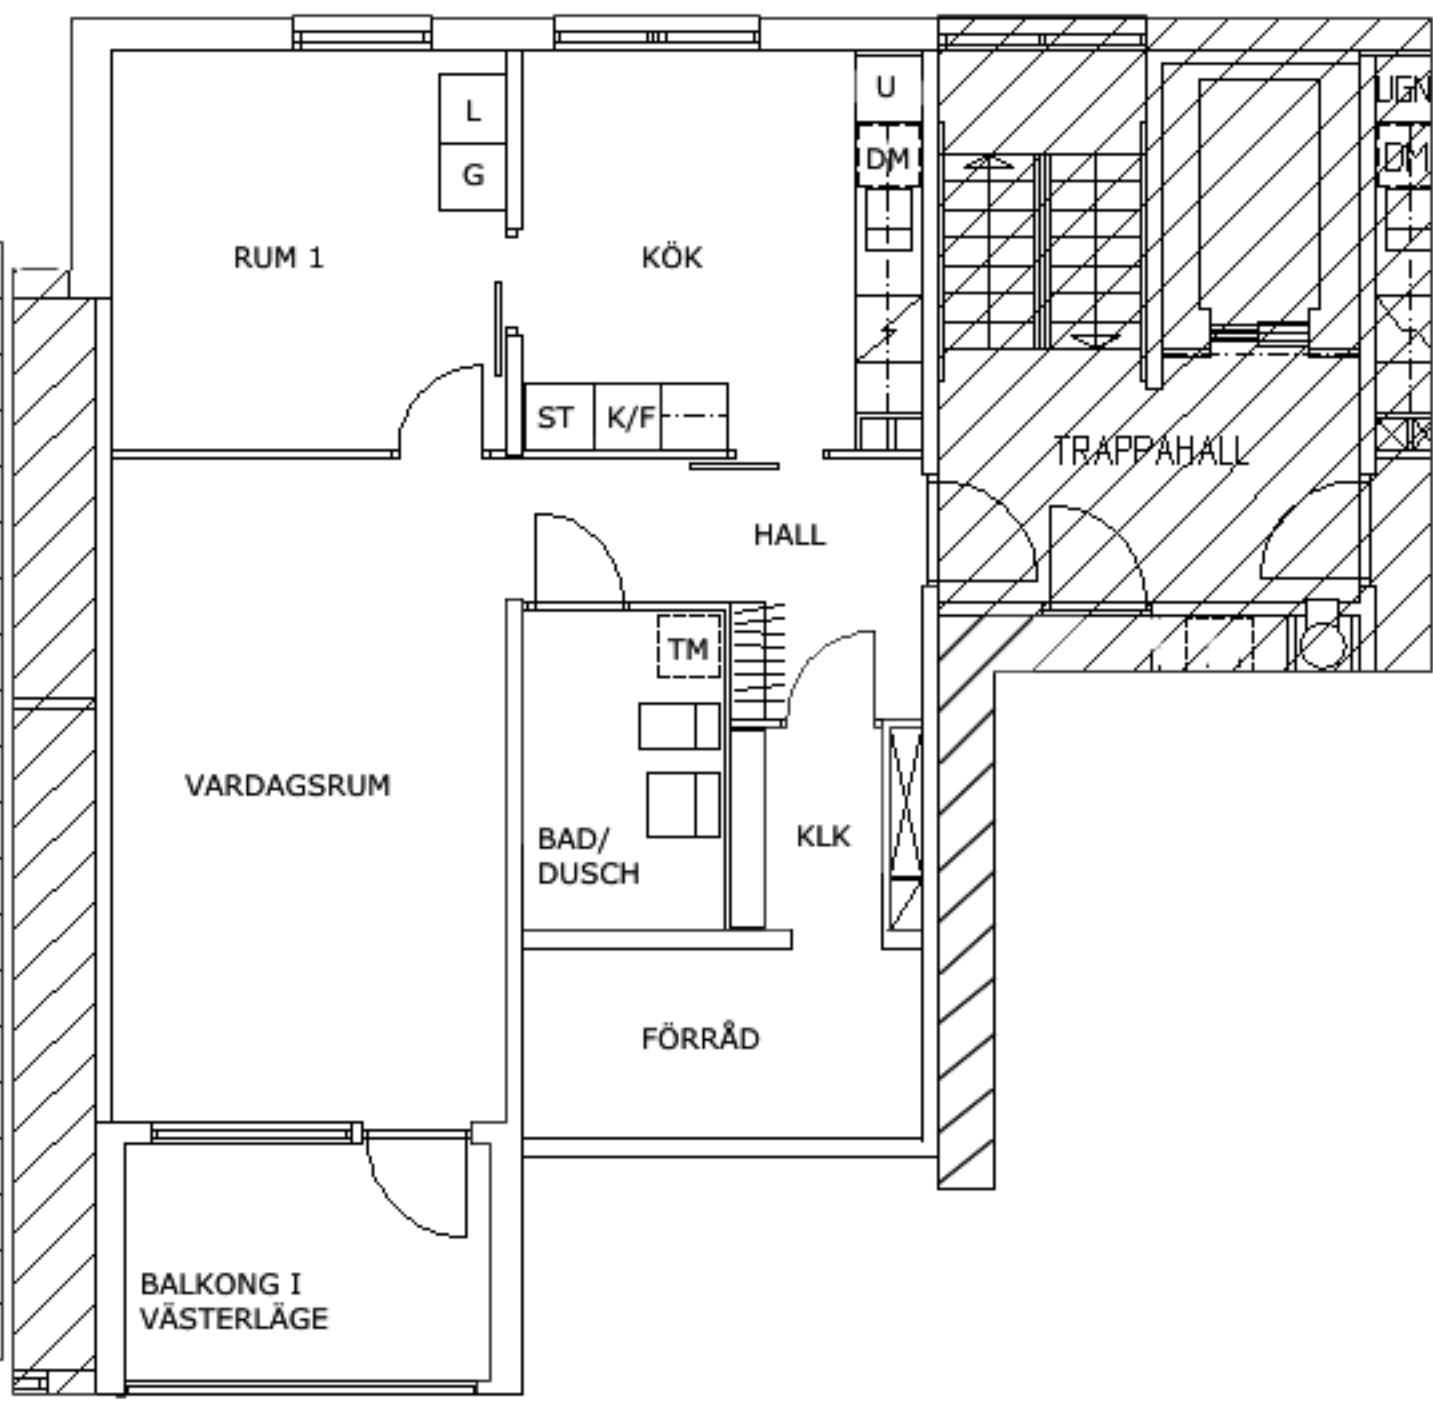 U
UGN
L
DM
DM
G
RUM 1
KÖK
ST
K/F
TRAPPAHALL
HALL
TM
VARDAGSRUM
BAD/
DUSCH
KLK
FÖRRÅD
BALKONG I
VÄSTERLÄGE